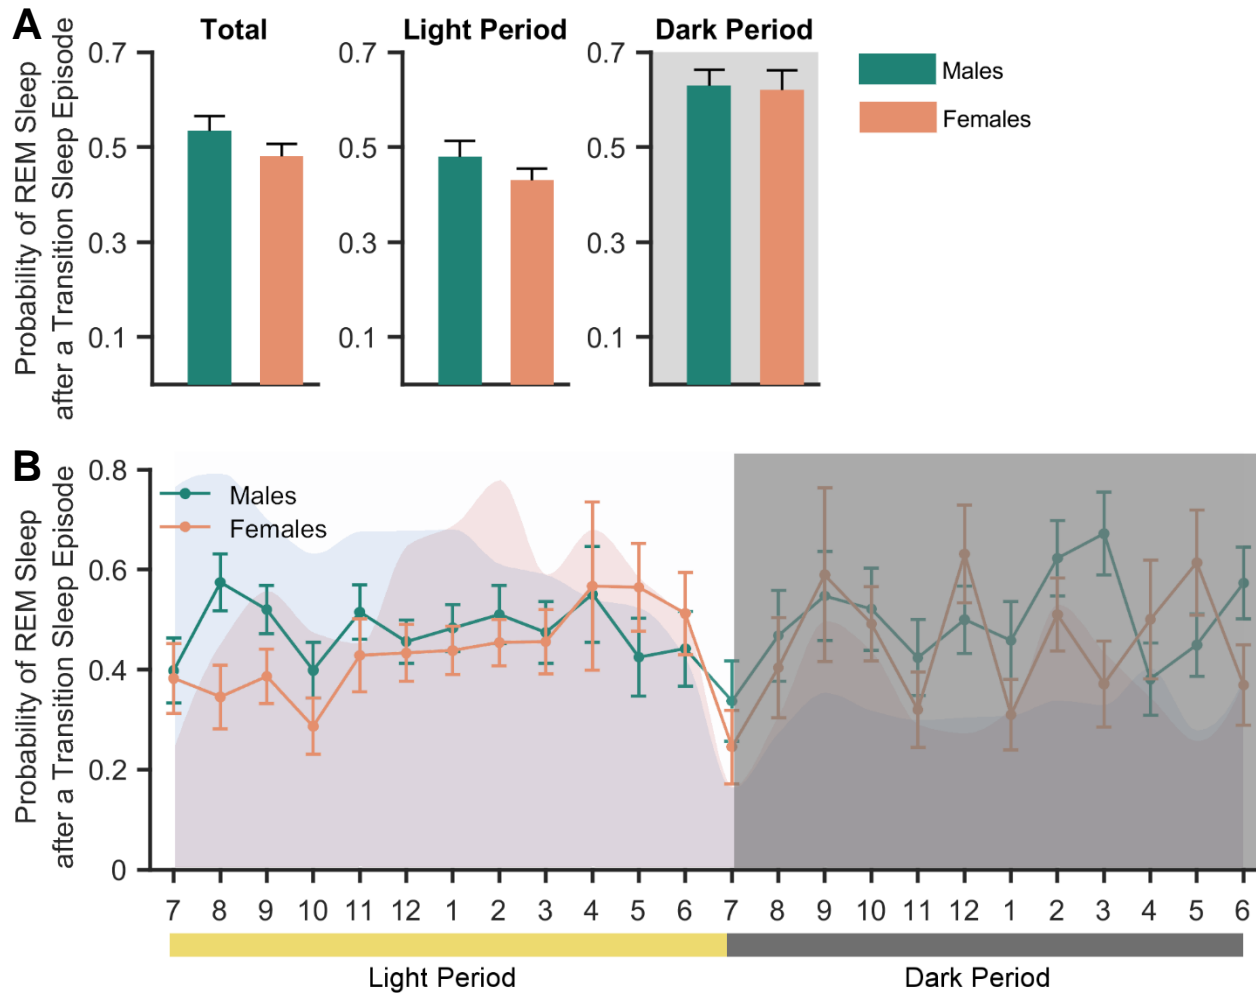 A
Total
Light Period
Dark Period
Probability of REM Sleep
after a Transition Sleep Episode
0.7
0.5
0.3
0.1
0.7
0.5
0.3
0.1
0.7
0.5
0.3
0.1
Males
Females
B
Probability of REM Sleep
after a Transition Sleep Episode
0.8
0.6
0.4
0.2
0
Males
Females
7 8 9 10 11 12 1 2 3 4 5 6 7 8 9 10 11 12 1 2 3 4 5 6
Light Period
Dark Period